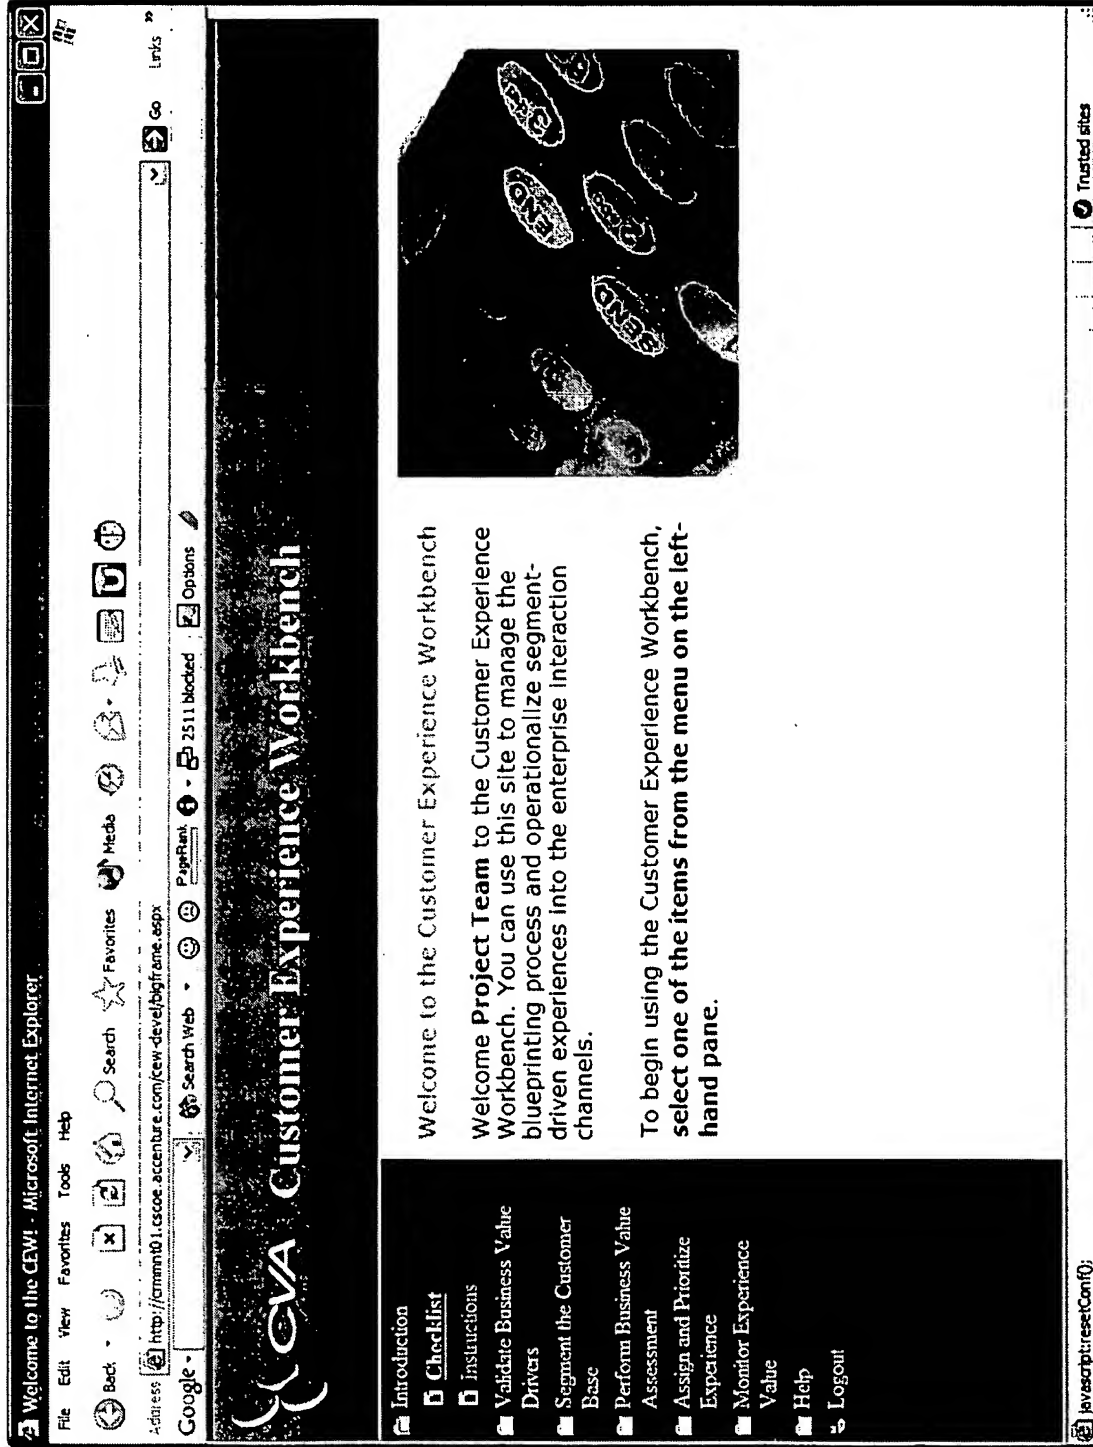 Welcome to the CEW! - Microsoft Internet Explorer
File Edit View Favorites Tools Help
Back Search Favorites Media
Address http://crmmnt01.cscoe.accenture.com/cew-devel/bigframe.aspx Go Links »
Google Search Web PageRank 2511 blocked Options
CVA Customer Experience Workbench
Introduction
Checklist
Instructions
Validate Business Value
Drivers
Segment the Customer
Base
Perform Business Value
Assessment
Assign and Prioritize
Experience
Monitor Experience
Value
Help
Logout
Welcome to the Customer Experience Workbench
Welcome Project Team to the Customer Experience
Workbench. You can use this site to manage the
blueprinting process and operationalize segment-
driven experiences into the enterprise interaction
channels.
To begin using the Customer Experience Workbench,
select one of the items from the menu on the left-
hand pane.
SEND
END
javascript:resetConf(); Trusted sites